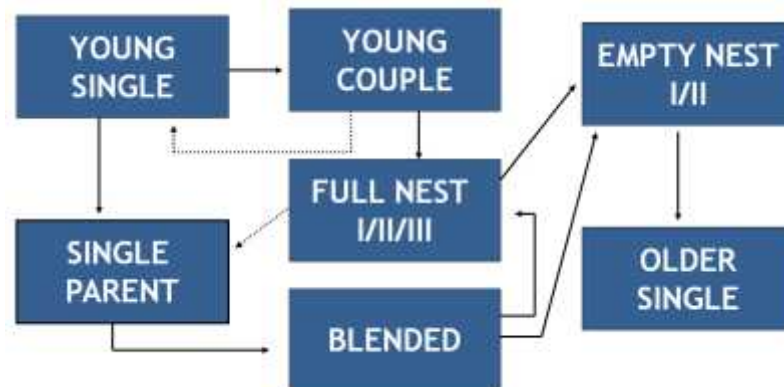 YOUNG
SINGLE
YOUNG
COUPLE
EMPTY NEST
I/II
FULL NEST
I/II/III
SINGLE
PARENT
OLDER
SINGLE
BLENDED